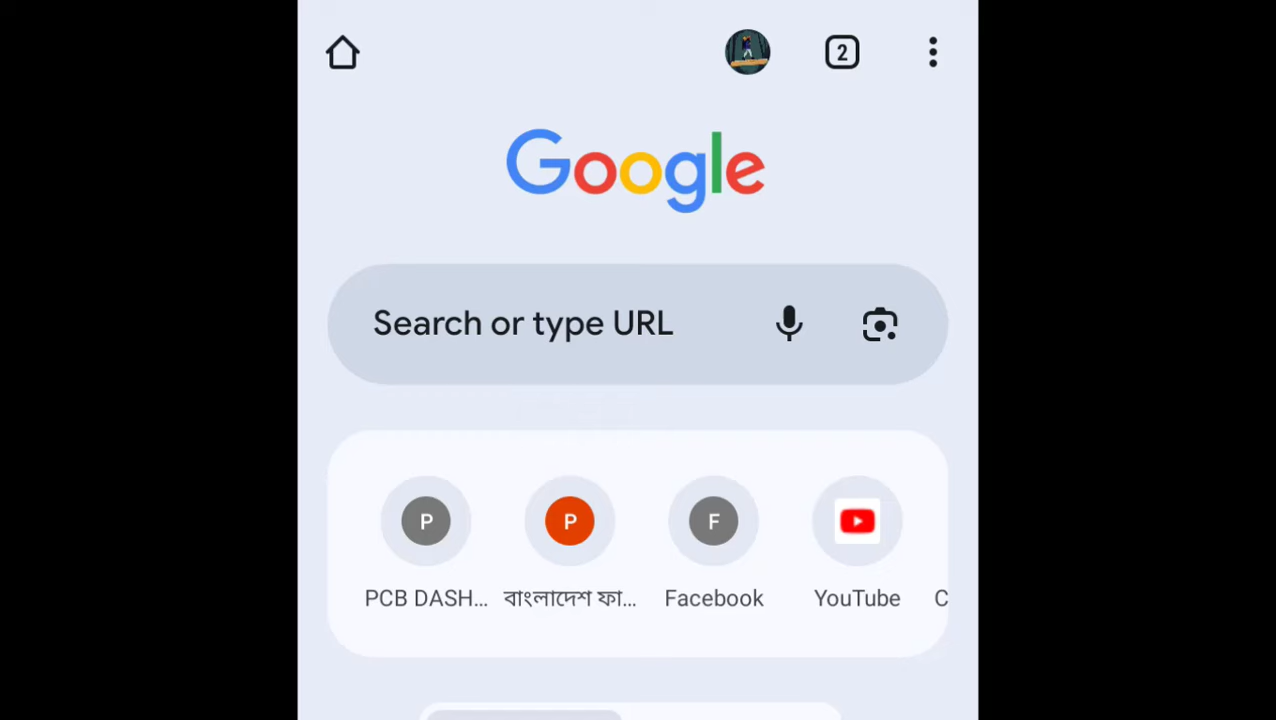 2
Google
Search or type URL
P P F
PCB DASH... বাংলাদেশ ফা... Facebook YouTube C